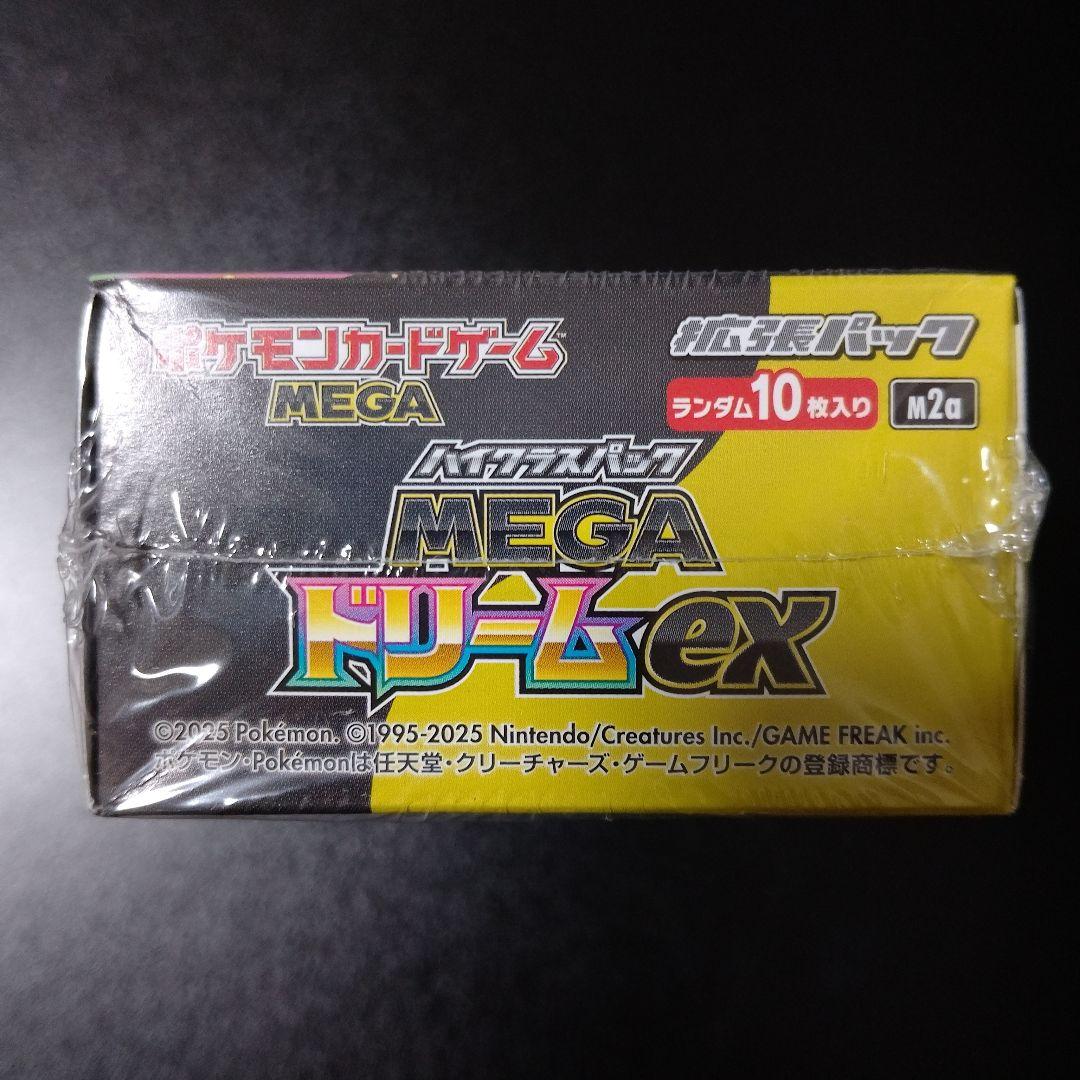 ポケモンカードゲーム™
MEGA
拡張パック
ランダム10枚入り
M2a
ハイクラスパック
MEGA
ドリームex
©2025 Pokémon. ©1995-2025 Nintendo/Creatures Inc./GAME FREAK inc.
ポケモン・Pokémonは任天堂・クリーチャーズ・ゲームフリークの登録商標です。